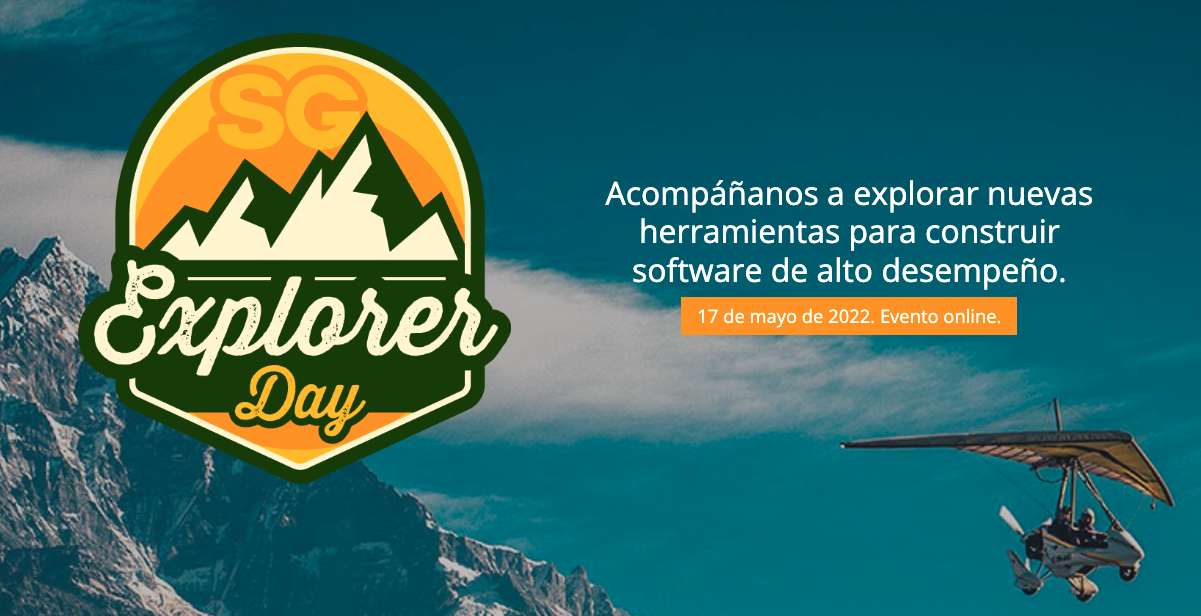 SG
Explorer
Day
Acompáñanos a explorar nuevas
herramientas para construir
software de alto desempeño.
17 de mayo de 2022. Evento online.